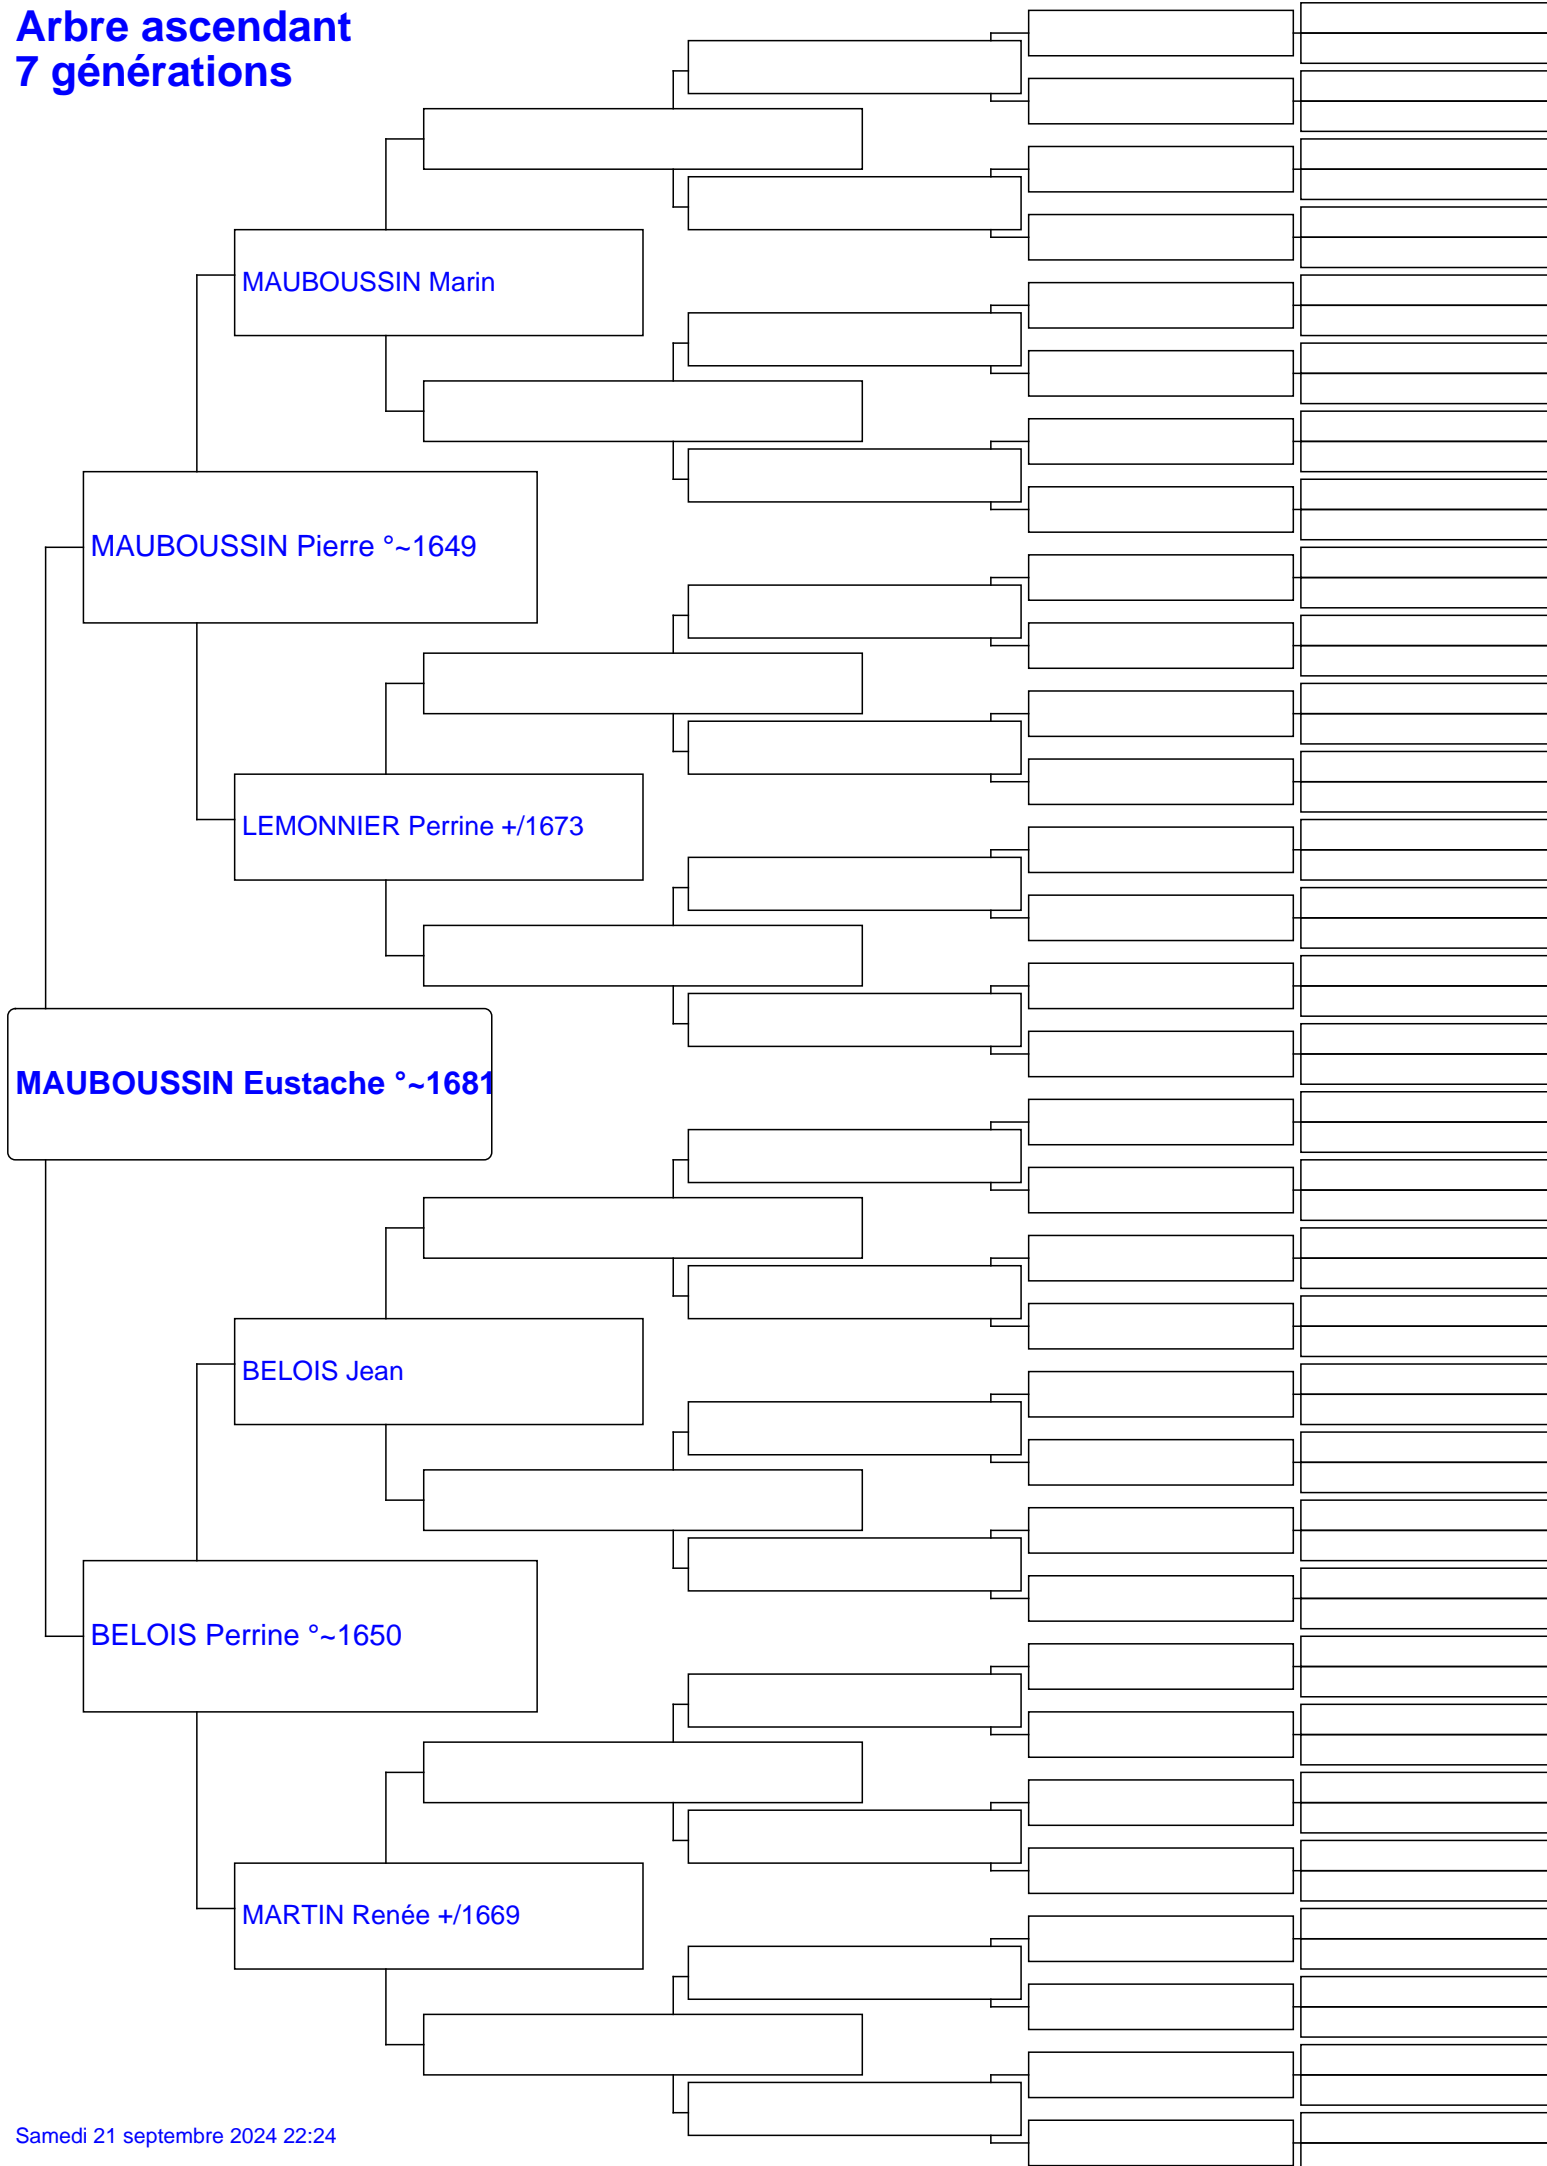 Arbre ascendant
7 générations
MAUBOUSSIN Marin
MAUBOUSSIN Pierre °~1649
LEMONNIER Perrine +/1673
MAUBOUSSIN Eustache °~1681
BELOIS Jean
BELOIS Perrine °~1650
MARTIN Renée +/1669
Samedi 21 septembre 2024 22:24